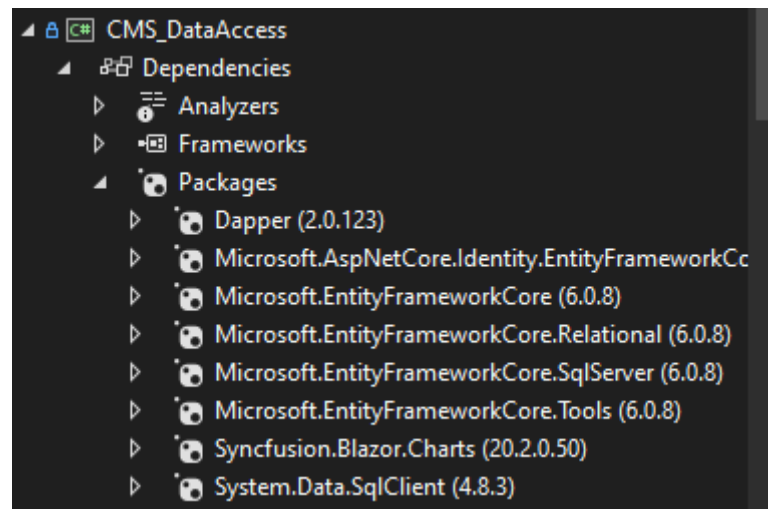 C# CMS_DataAccess
Dependencies
Analyzers
Frameworks
Packages
Dapper (2.0.123)
Microsoft.AspNetCore.Identity.EntityFrameworkCo
Microsoft.EntityFrameworkCore (6.0.8)
Microsoft.EntityFrameworkCore.Relational (6.0.8)
Microsoft.EntityFrameworkCore.SqlServer (6.0.8)
Microsoft.EntityFrameworkCore.Tools (6.0.8)
Syncfusion.Blazor.Charts (20.2.0.50)
System.Data.SqlClient (4.8.3)